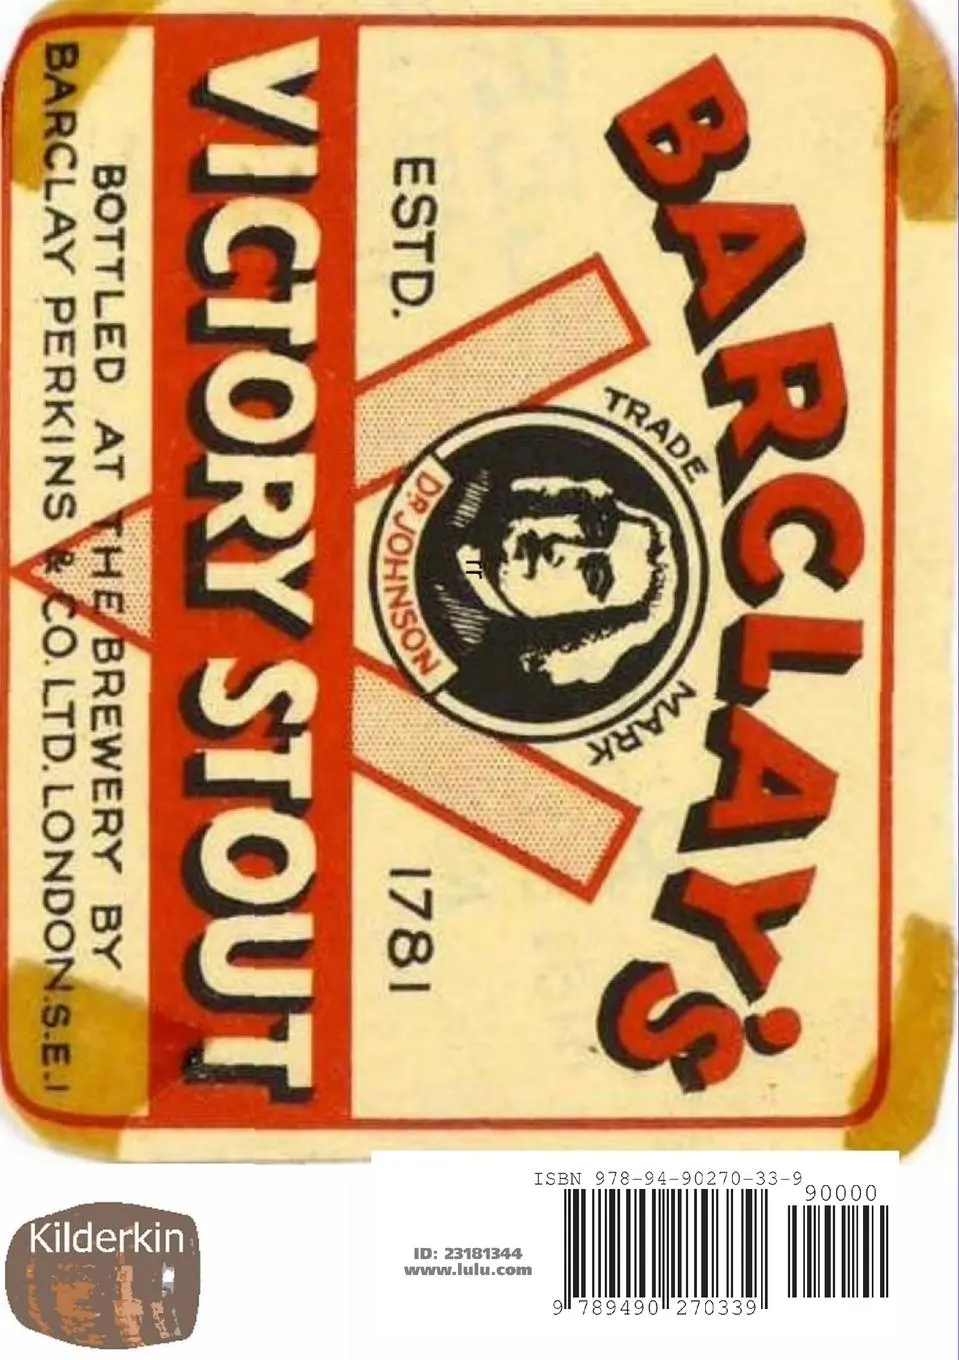 BARCLAY'S
TRADE MARK
DR. JOHNSON
ESTD. 1781
VICTORY STOUT
BOTTLED AT THE BREWERY BY
BARCLAY PERKINS & CO. LTD. LONDON. S.E.1
rr
Kilderkin
ID: 23181344
www.lulu.com
ISBN 978-94-90270-33-9
90000
9 789490 270339